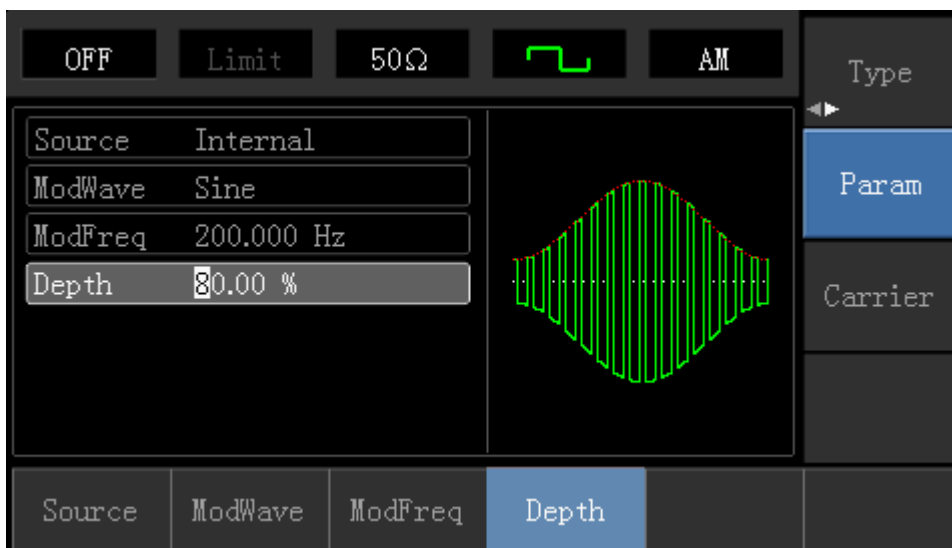 OFF Limit 50Ω AM
Type
Source Internal
ModWave Sine
ModFreq 200.000 Hz
Depth 80.00 %
Param
Carrier
Source ModWave ModFreq Depth